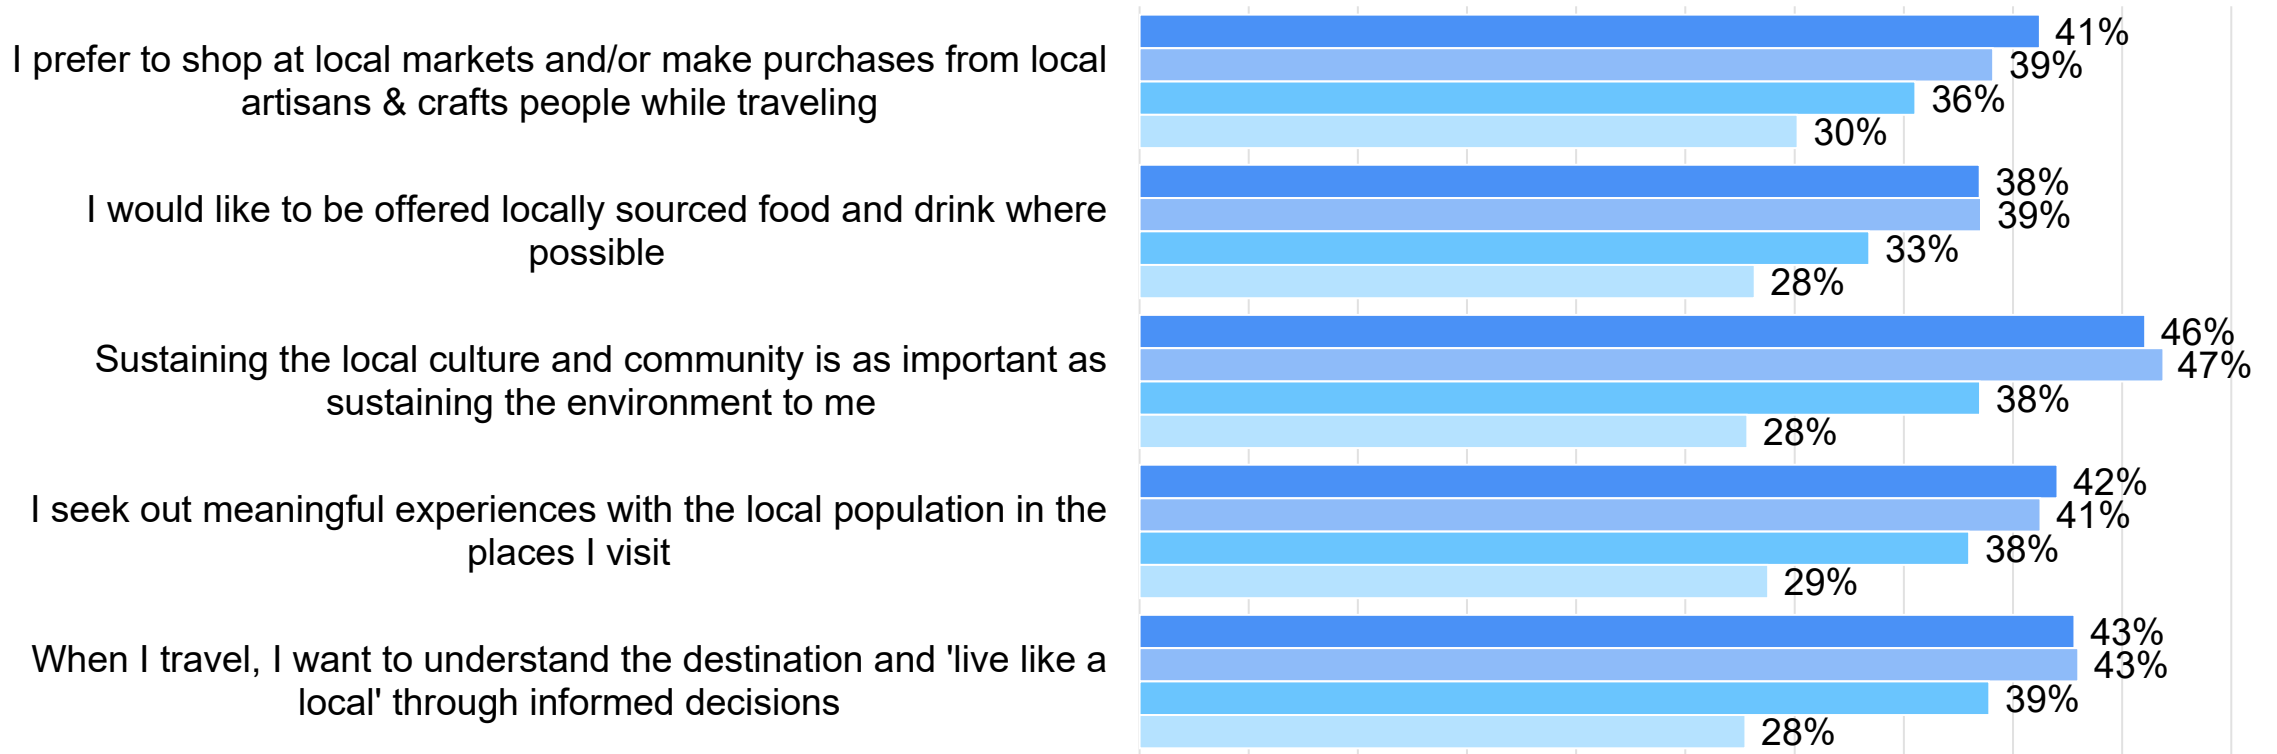 I prefer to shop at local markets and/or make purchases from local
artisans & crafts people while traveling
41%
39%
36%
30%
I would like to be offered locally sourced food and drink where
possible
38%
39%
33%
28%
Sustaining the local culture and community is as important as
sustaining the environment to me
46%
47%
38%
28%
I seek out meaningful experiences with the local population in the
places I visit
42%
41%
38%
29%
When I travel, I want to understand the destination and 'live like a
local' through informed decisions
43%
43%
39%
28%